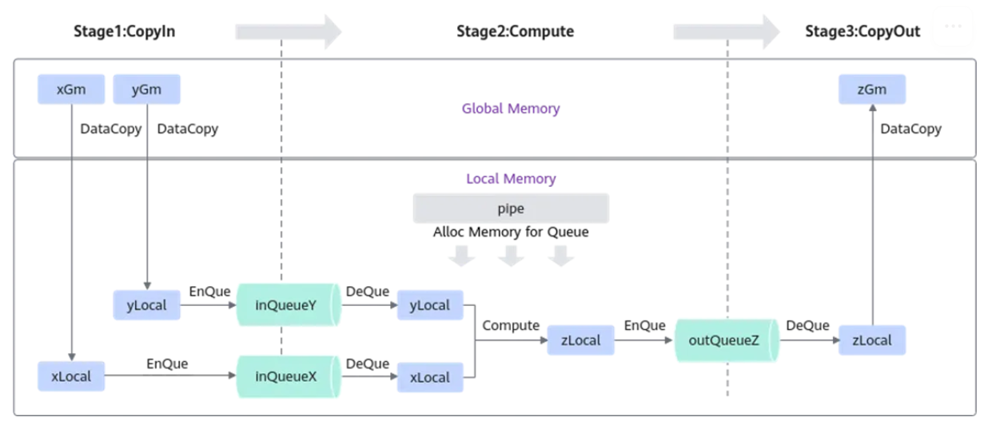 Stage1:CopyIn
Stage2:Compute
Stage3:CopyOut
xGm
yGm
zGm
Global Memory
DataCopy
DataCopy
DataCopy
Local Memory
pipe
Alloc Memory for Queue
yLocal
EnQue
inQueueY
DeQue
yLocal
Compute
zLocal
EnQue
outQueueZ
DeQue
zLocal
xLocal
EnQue
inQueueX
DeQue
xLocal